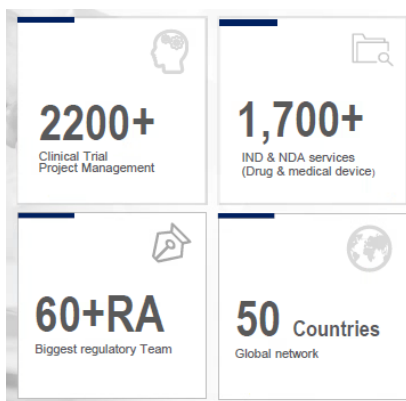 2200+
Clinical Trial
Project Management
1,700+
IND & NDA services
(Drug & medical device)
60+RA
Biggest regulatory Team
50 Countries
Global network